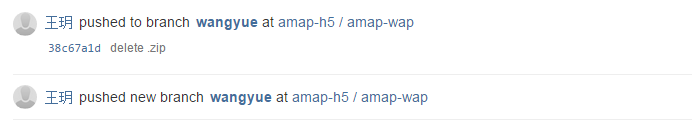 王玥 pushed to branch wangyue at amap-h5 / amap-wap
38c67a1d delete .zip
王玥 pushed new branch wangyue at amap-h5 / amap-wap